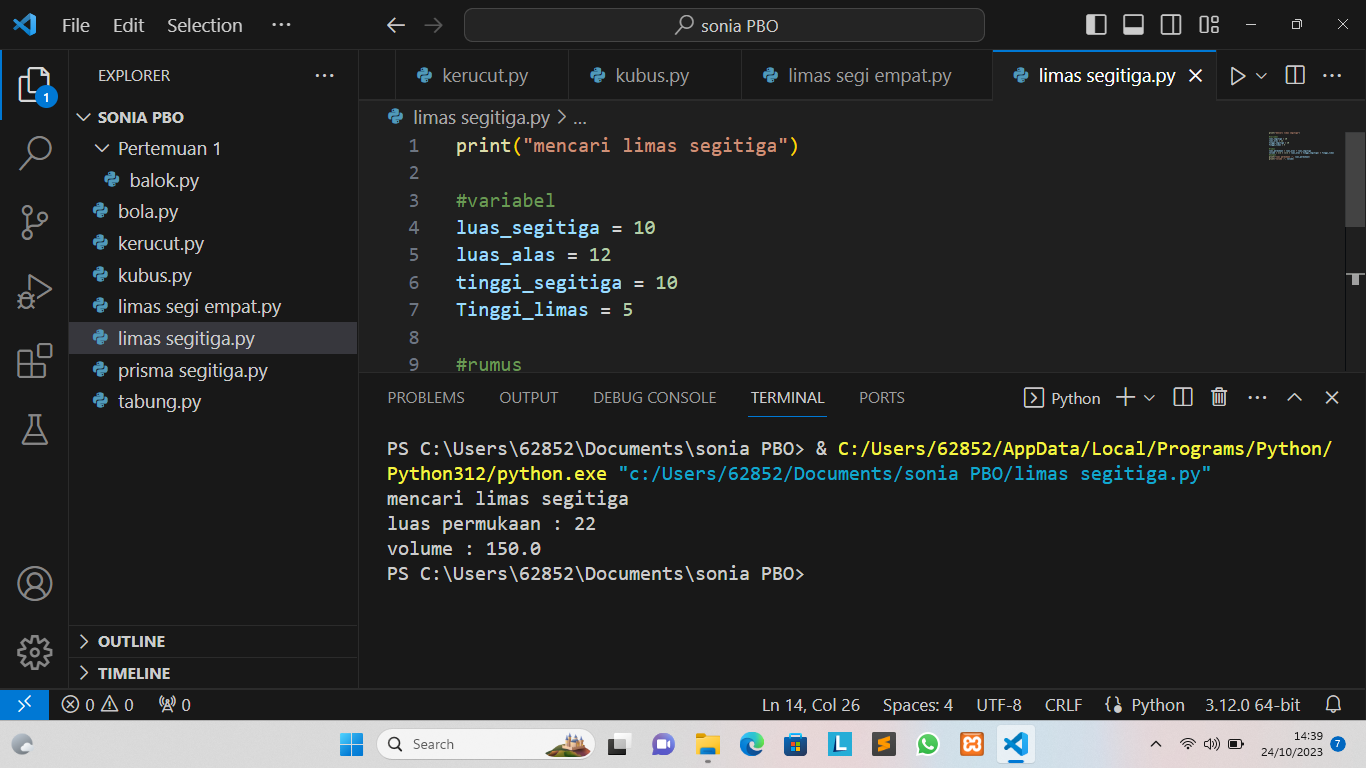 File Edit Selection ··· sonia PBO
EXPLORER ···
SONIA PBO
Pertemuan 1
balok.py
bola.py
kerucut.py
kubus.py
limas segi empat.py
limas segitiga.py
prisma segitiga.py
tabung.py
OUTLINE
TIMELINE
1
kerucut.py kubus.py limas segi empat.py limas segitiga.py
limas segitiga.py > ...
1 print("mencari limas segitiga")
2
3 #variabel
4 luas_segitiga = 10
5 luas_alas = 12
6 tinggi_segitiga = 10
7 Tinggi_limas = 5
8
9 #rumus
PROBLEMS OUTPUT DEBUG CONSOLE TERMINAL PORTS Python
PS C:\Users\62852\Documents\sonia PBO> & C:/Users/62852/AppData/Local/Programs/Python/
Python312/python.exe "c:/Users/62852/Documents/sonia PBO/limas segitiga.py"
mencari limas segitiga
luas permukaan : 22
volume : 150.0
PS C:\Users\62852\Documents\sonia PBO>
0 0 0 Ln 14, Col 26 Spaces: 4 UTF-8 CRLF Python 3.12.0 64-bit
Search
14:39
24/10/2023
7